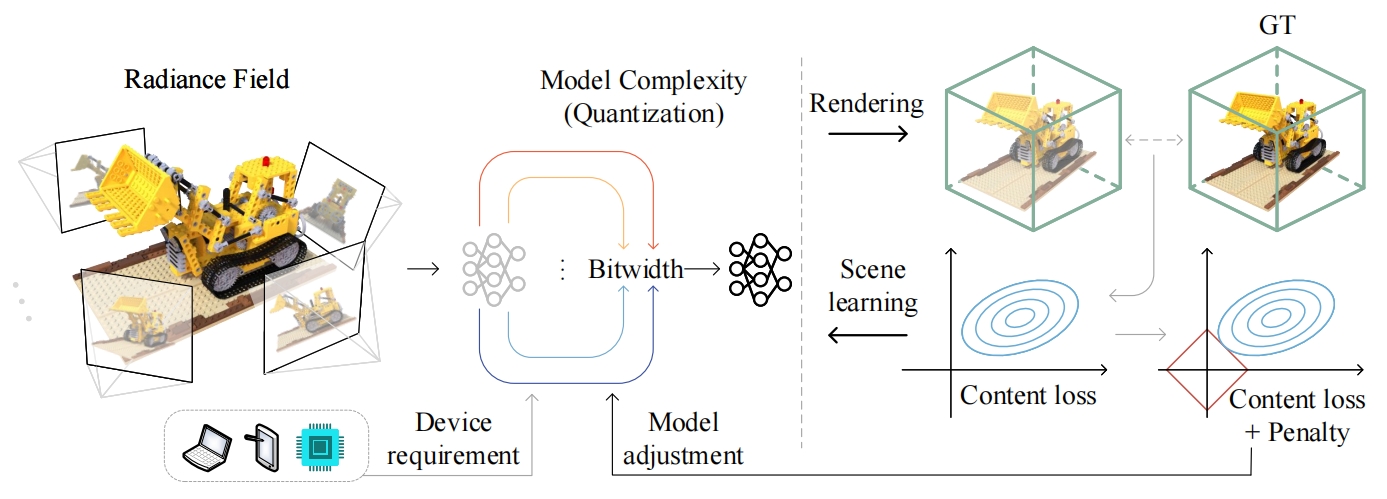 Radiance Field
Model Complexity
(Quantization)
Bitwidth
Device
requirement
Model
adjustment
Rendering
Scene
learning
GT
Content loss
Content loss
+ Penalty